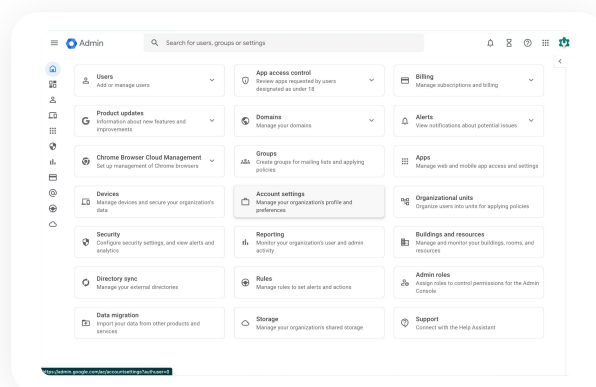 Admin
Search for users, groups or settings
Users
Add or manage users
App access control
Review apps requested by users
designated as under 18
Billing
Manage subscriptions and billing
Product updates
Information about new features and
improvements
Domains
Manage your domains
Alerts
View notifications about potential issues
Chrome Browser Cloud Management
Set up management of Chrome browsers
Groups
Create groups for mailing lists and applying
policies
Apps
Manage web and mobile app access and settings
Devices
Manage devices and secure your organization's
data
Account settings
Manage your organization's profile and
preferences
Organizational units
Organize users into units for applying policies
Security
Configure security settings, and view alerts and
analytics
Reporting
Monitor your organization's user and admin
activity
Buildings and resources
Manage and monitor your buildings, rooms, and
resources
Directory sync
Manage your external directories
Rules
Manage rules to set alerts and actions
Admin roles
Assign roles to control permissions for the Admin
Console
Data migration
Import your data from other products and
services
Storage
Manage your organization's shared storage
Support
Connect with the Help Assistant
https://admin.google.com/ac/accountsettings?authuser=0